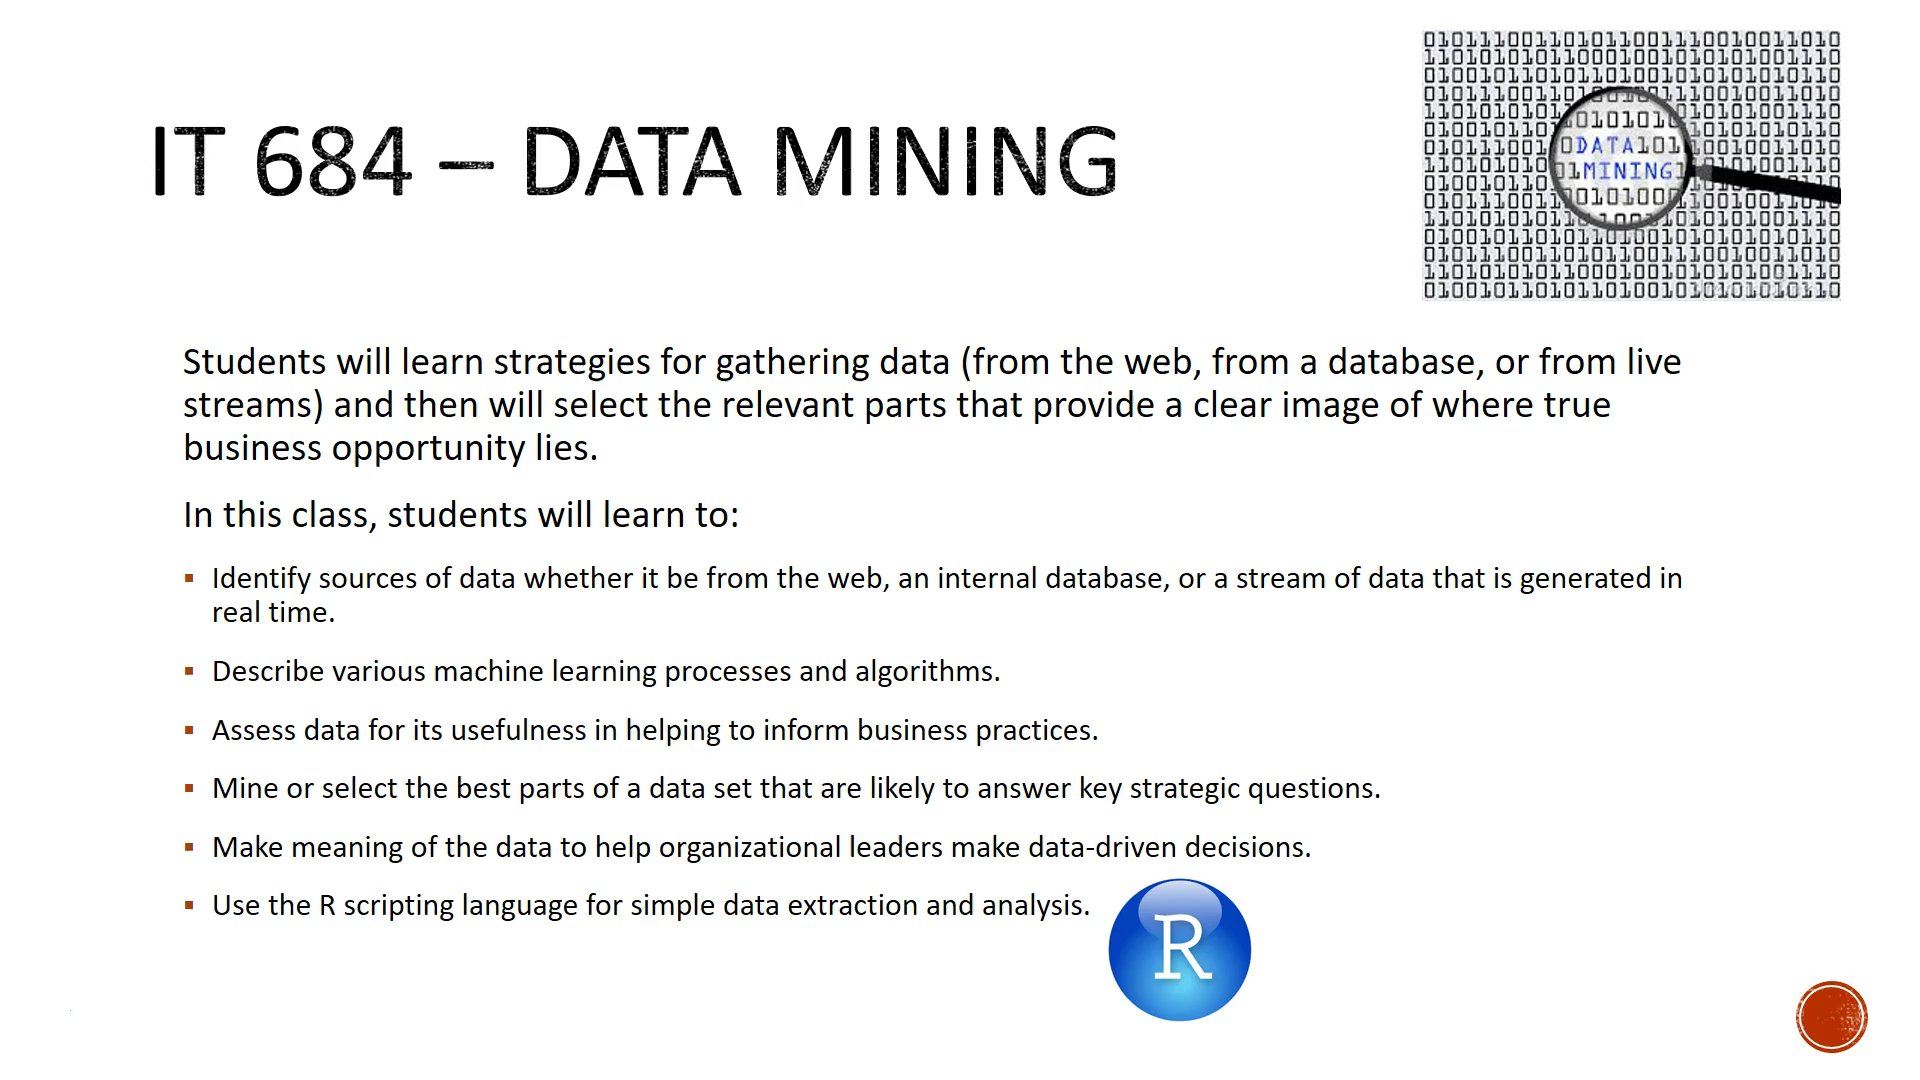 IT 684 – DATA MINING
DATA
MINING
Students will learn strategies for gathering data (from the web, from a database, or from live
streams) and then will select the relevant parts that provide a clear image of where true
business opportunity lies.
In this class, students will learn to:
▪ Identify sources of data whether it be from the web, an internal database, or a stream of data that is generated in
real time.
▪ Describe various machine learning processes and algorithms.
▪ Assess data for its usefulness in helping to inform business practices.
▪ Mine or select the best parts of a data set that are likely to answer key strategic questions.
▪ Make meaning of the data to help organizational leaders make data-driven decisions.
▪ Use the R scripting language for simple data extraction and analysis.
R